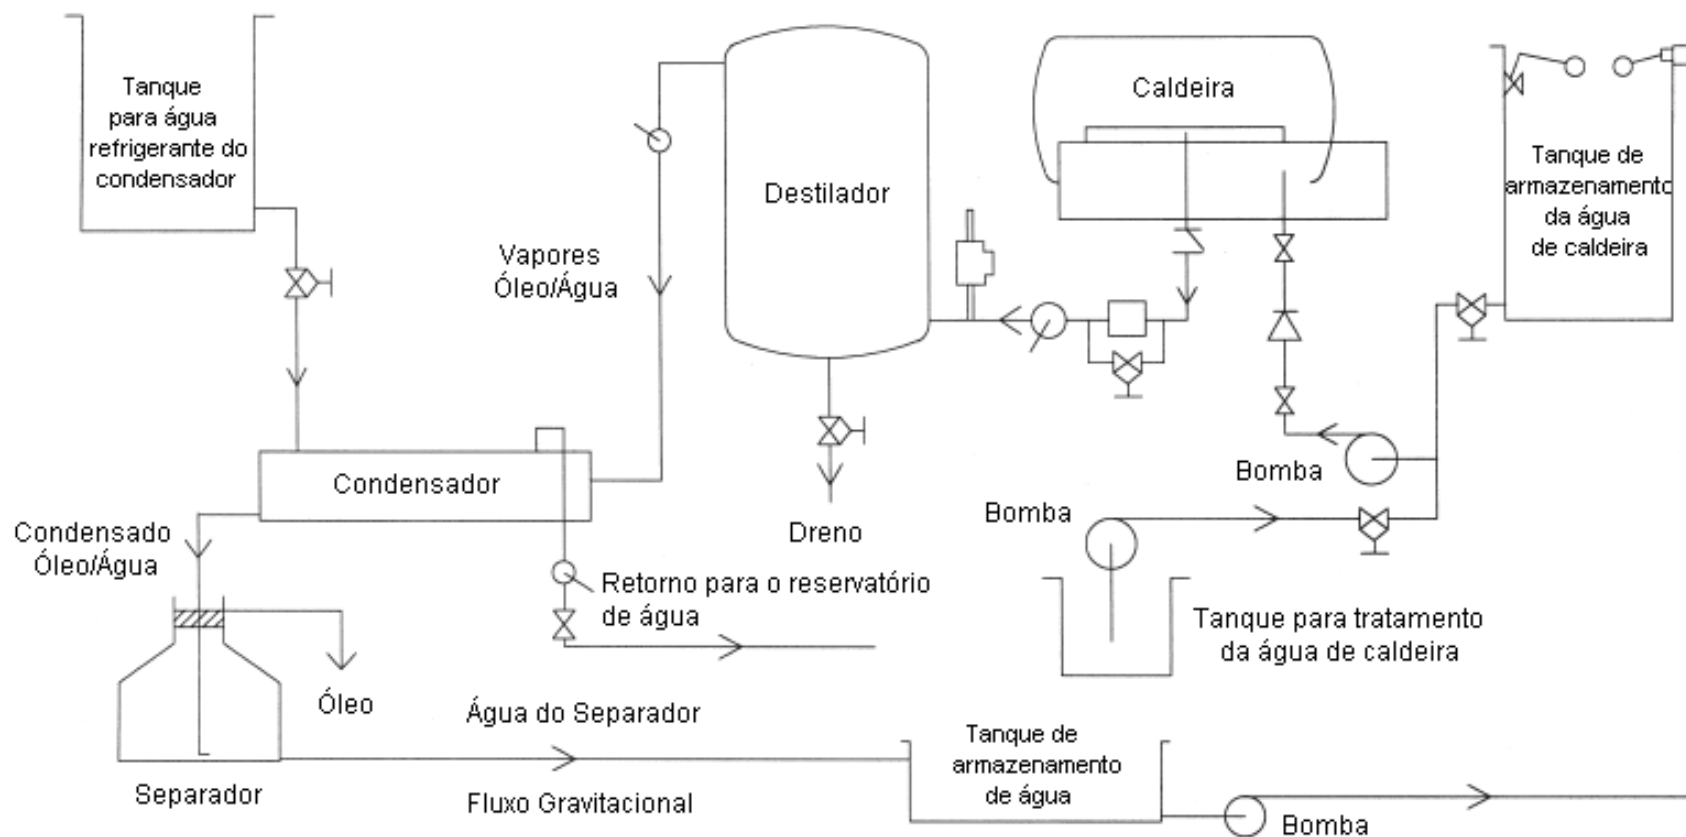 Tanque
para água
refrigerante do
condensador
Vapores
Óleo/Água
Destilador
Caldeira
Tanque de
armazenamento
da água
de caldeira
Condensador
Condensado
Óleo/Água
Dreno
Bomba
Bomba
Retorno para o reservatório
de água
Tanque para tratamento
da água de caldeira
Óleo
Separador
Água do Separador
Fluxo Gravitacional
Tanque de
armazenamento
de água
Bomba